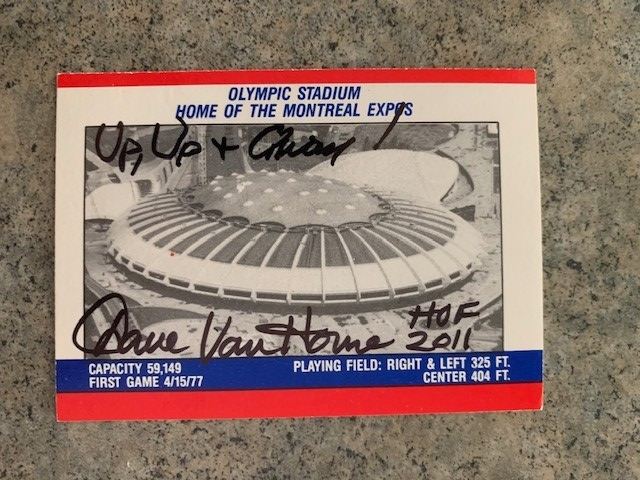 OLYMPIC STADIUM
HOME OF THE MONTREAL EXPOS
Up, Up + Away!
Dave Van Horne HOF
2011
CAPACITY 59,149 PLAYING FIELD: RIGHT & LEFT 325 FT.
FIRST GAME 4/15/77 CENTER 404 FT.